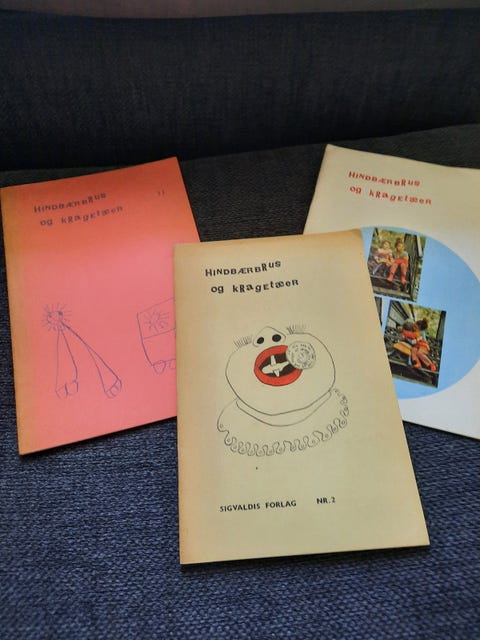 HINDBÆRBRUS
og kRAgEtæeR
11
HINDBÆRBRUS
og kRAgEtæeR
HINDBÆRBRUS
og kRAgEtæeR
SIGVALDIS FORLAG NR.2